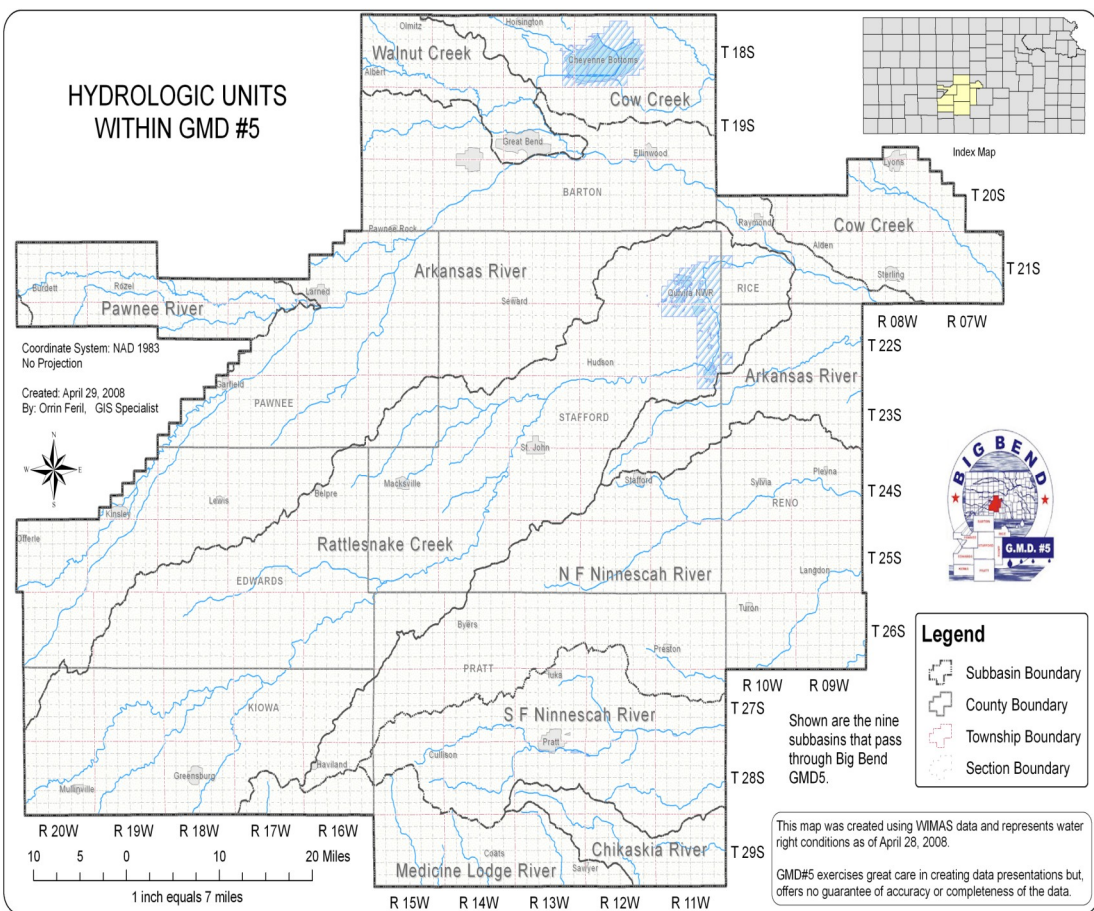 HYDROLOGIC UNITS
WITHIN GMD #5
Olmitz
Hoisington
Walnut Creek
Cheyenne Bottoms
Albert
Cow Creek
Great Bend
Ellinwood
BARTON
Pawnee Rock
T 18S
T 19S
T 20S
T 21S
Index Map
Lyons
Raymond
Cow Creek
Alden
Sterling
Arkansas River
Burdett
Rozel
Larned
Pawnee River
Seward
Quivira NWR
RICE
R 08W
R 07W
Coordinate System: NAD 1983
No Projection
Created: April 29, 2008
By: Orrin Feril, GIS Specialist
N
W
E
S
Garfield
PAWNEE
Hudson
STAFFORD
St. John
Arkansas River
T 22S
T 23S
T 24S
T 25S
T 26S
Kinsley
Lewis
Belpre
Macksville
Stafford
Sylvia
Plevna
RENO
Offerle
Rattlesnake Creek
EDWARDS
N F Ninnescah River
Langdon
Turon
Byers
PRATT
Preston
Iuka
R 10W
R 09W
KIOWA
S F Ninnescah River
Pratt
Cullison
Haviland
Greensburg
Mullinville
T 27S
T 28S
T 29S
Shown are the nine
subbasins that pass
through Big Bend
GMD5.
Coats
Sawyer
Chikaskia River
Medicine Lodge River
R 20W
R 19W
R 18W
R 17W
R 16W
R 15W
R 14W
R 13W
R 12W
R 11W
10
5
0
10
20 Miles
1 inch equals 7 miles
BIG BEND
G.M.D. #5
Legend
Subbasin Boundary
County Boundary
Township Boundary
Section Boundary
This map was created using WIMAS data and represents water
right conditions as of April 28, 2008.
GMD#5 exercises great care in creating data presentations but,
offers no guarantee of accuracy or completeness of the data.